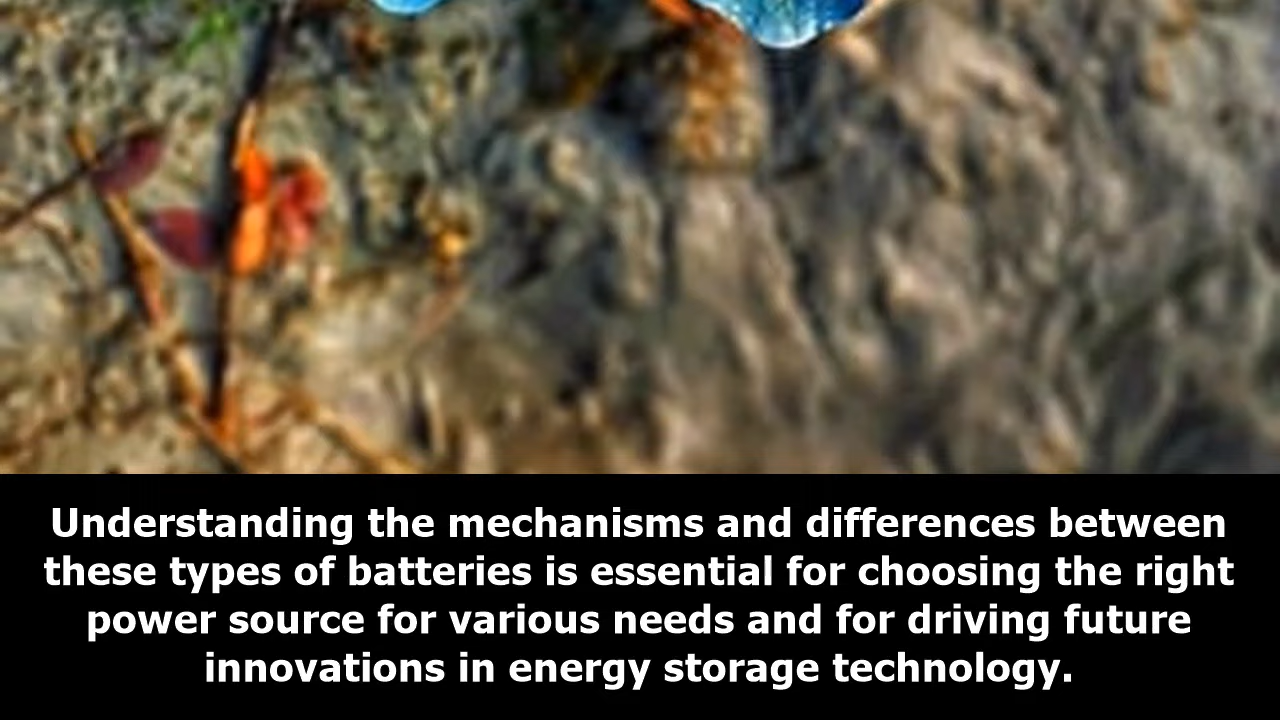 Understanding the mechanisms and differences between
these types of batteries is essential for choosing the right
power source for various needs and for driving future
innovations in energy storage technology.